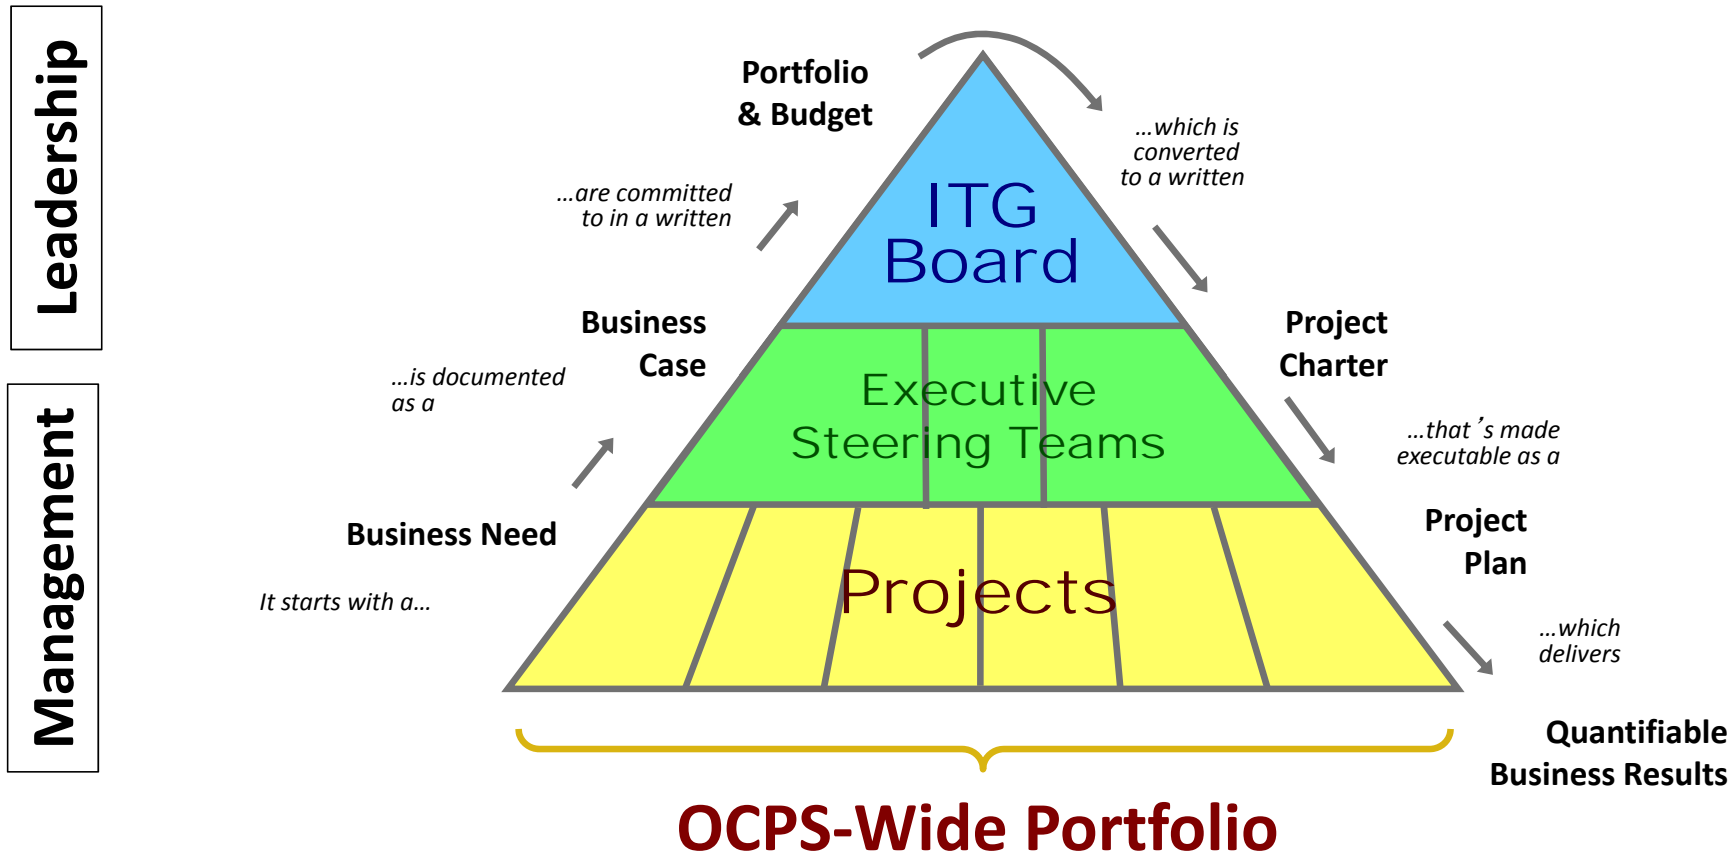 Leadership
Management
It starts with a...
Business Need
...is documented
as a
Business
Case
...are committed
to in a written
Portfolio
& Budget
...which is
converted
to a written
Project
Charter
...that's made
executable as a
Project
Plan
...which
delivers
Quantifiable
Business Results
ITG
Board
Executive
Steering Teams
Projects
OCPS-Wide Portfolio